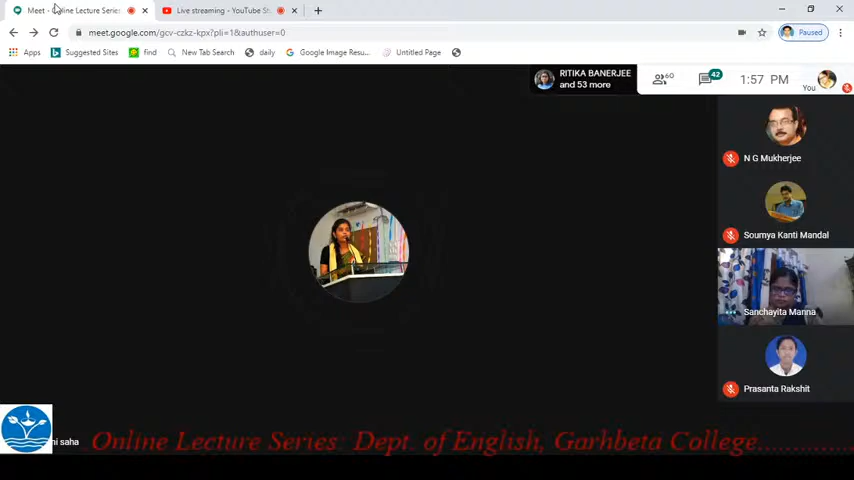 Meet - Online Lecture Series:
Live streaming - YouTube St
meet.google.com/gcv-czkz-kpx?pli=1&authuser=0
Paused
Apps
Suggested Sites
find
New Tab Search
daily
Google Image Resu...
Untitled Page
RITIKA BANERJEE
and 53 more
60
42
1:57 PM
You
N G Mukherjee
Soumya Kanti Mandal
Sanchayita Manna
Prasanta Rakshit
saha
Online Lecture Series: Dept. of English, Garhbeta College